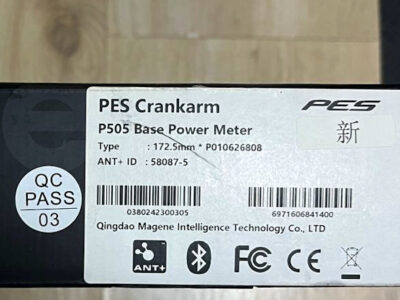 PES Crankarm
PES
P505 Base Power Meter
新
Type : 172.5mm * P010626808
ANT+ ID : 58087-5
QC
PASS
03
0380242300305
6971606841400
Qingdao Magene Intelligence Technology Co., LTD
ANT+
FC CE